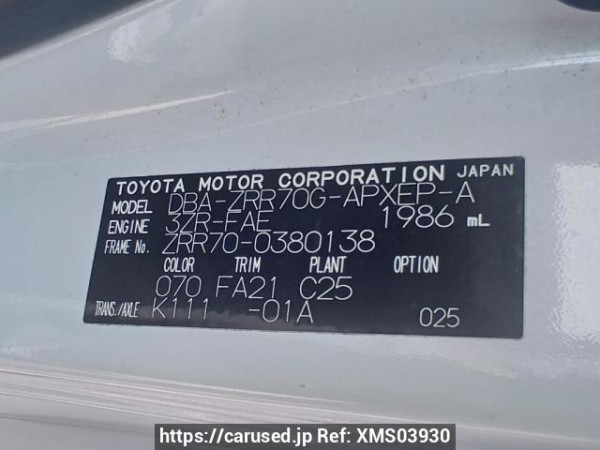 TOYOTA MOTOR CORPORATION JAPAN
MODEL DBA-ZRR70G-APXEP-A
ENGINE 3ZR-FAE 1986 mL
FRAME No. ZRR70-0380138
COLOR TRIM PLANT OPTION
070 FA21 C25
TRANS./AXLE K111 -01A 025
https://carused.jp Ref: XMS03930